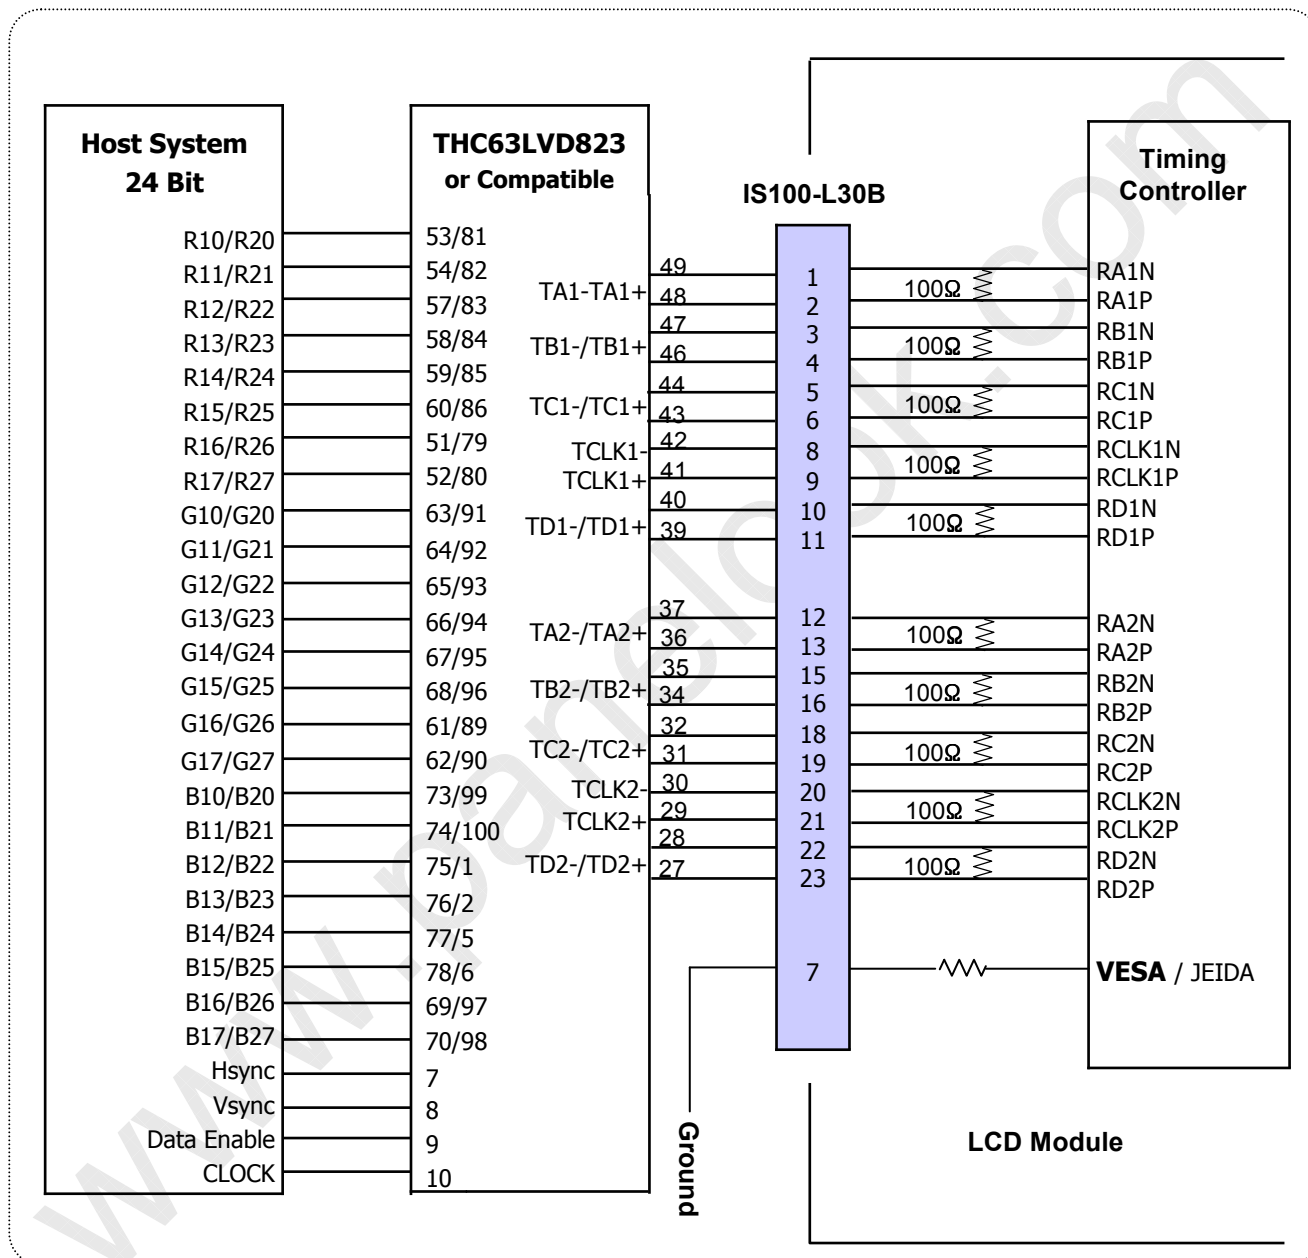 Host System
24 Bit
R10/R20
R11/R21
R12/R22
R13/R23
R14/R24
R15/R25
R16/R26
R17/R27
G10/G20
G11/G21
G12/G22
G13/G23
G14/G24
G15/G25
G16/G26
G17/G27
B10/B20
B11/B21
B12/B22
B13/B23
B14/B24
B15/B25
B16/B26
B17/B27
Hsync
Vsync
Data Enable
CLOCK
THC63LVD823
or Compatible
53/81
54/82
57/83
58/84
59/85
60/86
51/79
52/80
63/91
64/92
65/93
66/94
67/95
68/96
61/89
62/90
73/99
74/100
75/1
76/2
77/5
78/6
69/97
70/98
7
8
9
10
TA1-TA1+
TB1-/TB1+
TC1-/TC1+
TCLK1-
TCLK1+
TD1-/TD1+
TA2-/TA2+
TB2-/TB2+
TC2-/TC2+
TCLK2-
TCLK2+
TD2-/TD2+
49
48
47
46
44
43
42
41
40
39
37
36
35
34
32
31
30
29
28
27
IS100-L30B
1
2
3
4
5
6
8
9
10
11
12
13
15
16
18
19
20
21
22
23
7
Ground
100Ω
100Ω
100Ω
100Ω
100Ω
100Ω
100Ω
100Ω
100Ω
100Ω
Timing
Controller
RA1N
RA1P
RB1N
RB1P
RC1N
RC1P
RCLK1N
RCLK1P
RD1N
RD1P
RA2N
RA2P
RB2N
RB2P
RC2N
RC2P
RCLK2N
RCLK2P
RD2N
RD2P
VESA / JEIDA
LCD Module
www.panelook.com